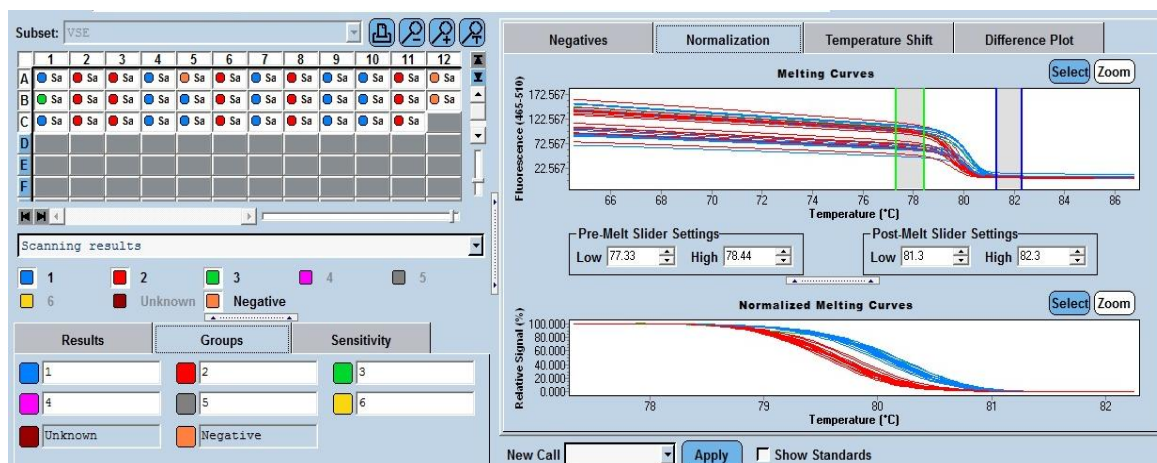 Subset: VSE
1 2 3 4 5 6 7 8 9 10 11 12
A Sa Sa Sa Sa Sa Sa Sa Sa Sa Sa Sa Sa
B Sa Sa Sa Sa Sa Sa Sa Sa Sa Sa Sa Sa
C Sa Sa Sa Sa Sa Sa Sa Sa Sa Sa Sa
D
E
F
Scanning results
1 2 3 4 5
6 Unknown Negative
Results Groups Sensitivity
1 2 3
4 5 6
Unknown Negative
Negatives Normalization Temperature Shift Difference Plot
Melting Curves
Select Zoom
Fluorescence (465-510)
172.567
122.567
72.567
22.567
66 68 70 72 74 76 78 80 82 84 86
Temperature (°C)
Pre-Melt Slider Settings
Low 77.33 High 78.44
Post-Melt Slider Settings
Low 81.3 High 82.3
Normalized Melting Curves
Select Zoom
Relative Signal (%)
100.000
80.000
60.000
40.000
20.000
0.000
78 79 80 81 82
Temperature (°C)
New Call Apply Show Standards